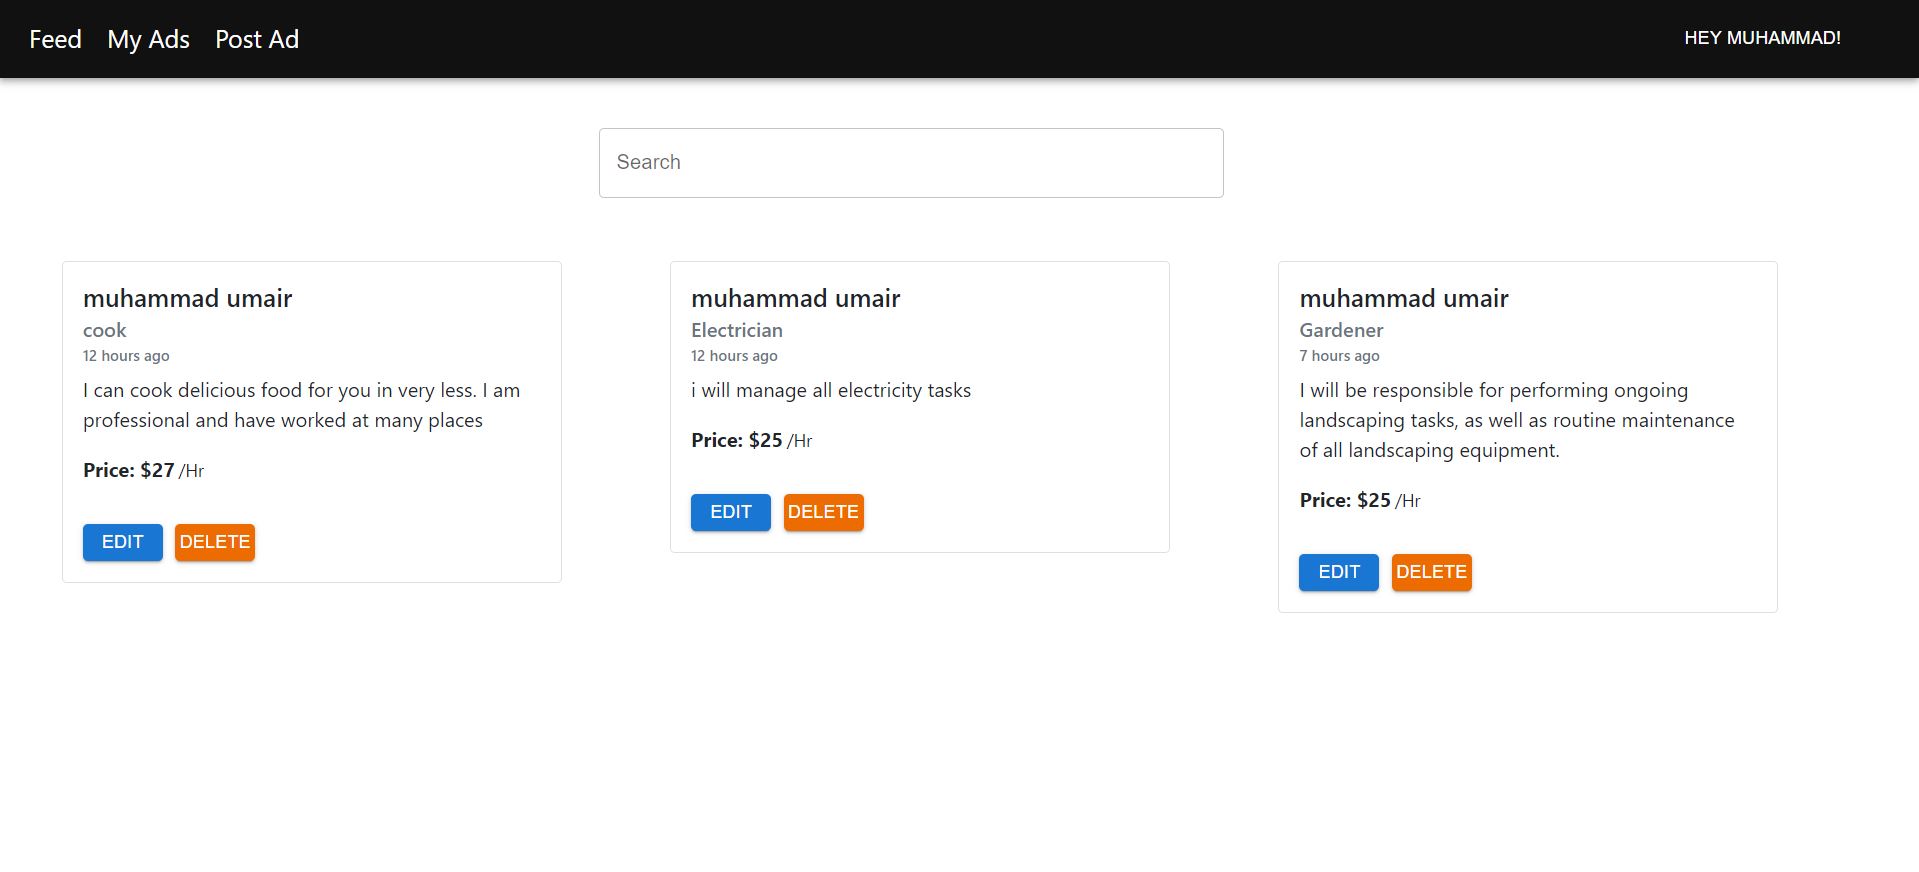 Feed My Ads Post Ad HEY MUHAMMAD!
Search
muhammad umair
cook
12 hours ago
I can cook delicious food for you in very less. I am
professional and have worked at many places
Price: $27 /Hr
EDIT DELETE
muhammad umair
Electrician
12 hours ago
i will manage all electricity tasks
Price: $25 /Hr
EDIT DELETE
muhammad umair
Gardener
7 hours ago
I will be responsible for performing ongoing
landscaping tasks, as well as routine maintenance
of all landscaping equipment.
Price: $25 /Hr
EDIT DELETE